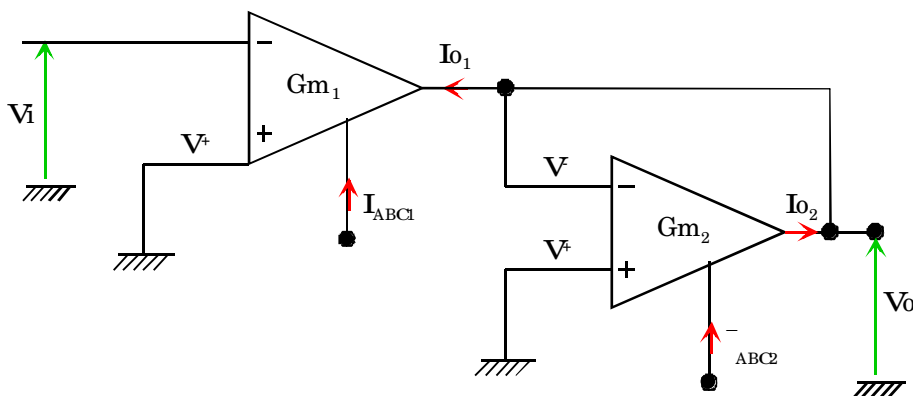 Vi
−
Gm1
+
V+
IABC1
Io1
V-
−
Gm2
+
V+
Io2
−
ABC2
Vo